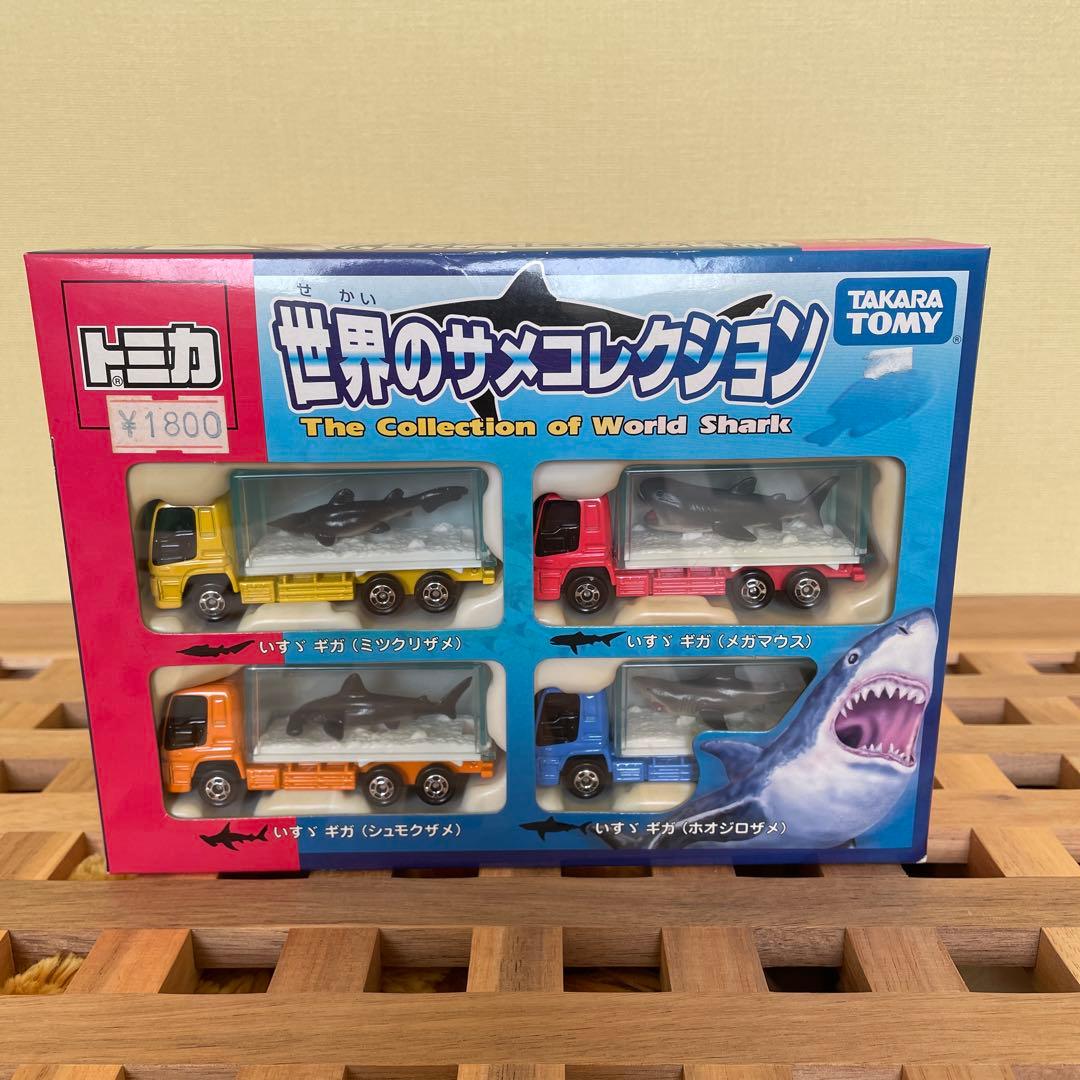 トミカ®
¥1800
せかい
世界のサメコレクション
The Collection of World Shark
TAKARA
TOMY®
いすゞ ギガ (ミツクリザメ)
いすゞ ギガ (メガマウス)
いすゞ ギガ (シュモクザメ)
いすゞ ギガ (ホオジロザメ)